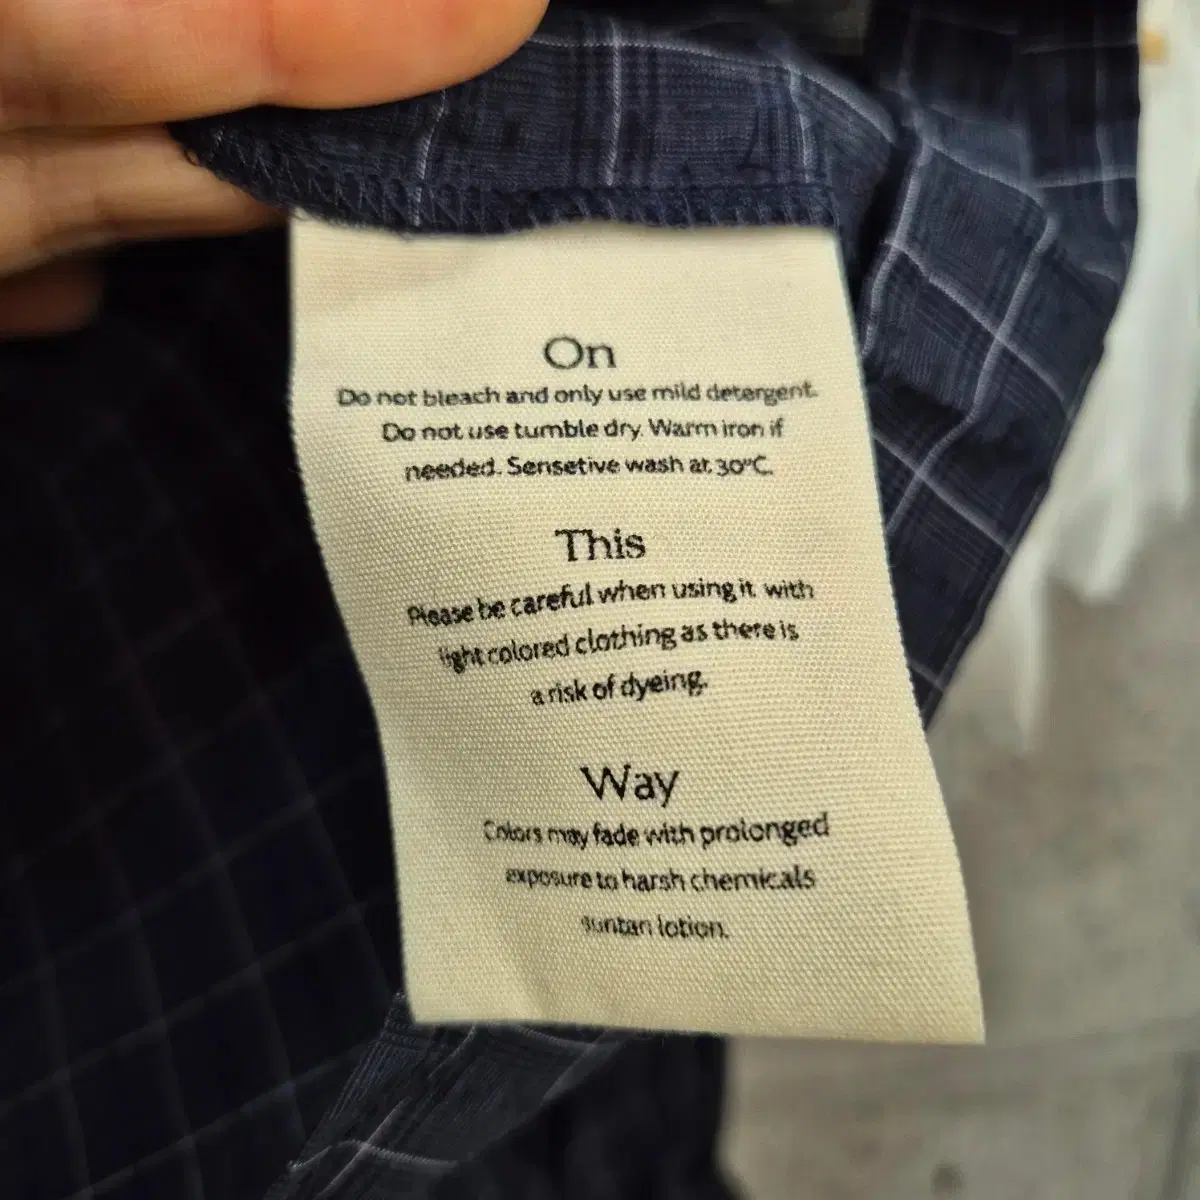 On
Do not bleach and only use mild detergent.
Do not use tumble dry. Warm iron if
needed. Sensetive wash at 30°C.
This
Please be careful when using it with
light colored clothing as there is
a risk of dyeing.
Way
Colors may fade with prolonged
exposure to harsh chemicals
suntan lotion.